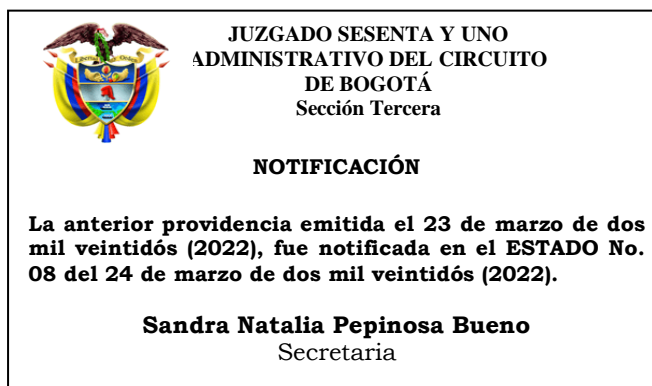 JUZGADO SESENTA Y UNO
ADMINISTRATIVO DEL CIRCUITO
DE BOGOTÁ
Sección Tercera
NOTIFICACIÓN
La anterior providencia emitida el 23 de marzo de dos
mil veintidós (2022), fue notificada en el ESTADO No.
08 del 24 de marzo de dos mil veintidós (2022).
Sandra Natalia Pepinosa Bueno
Secretaria